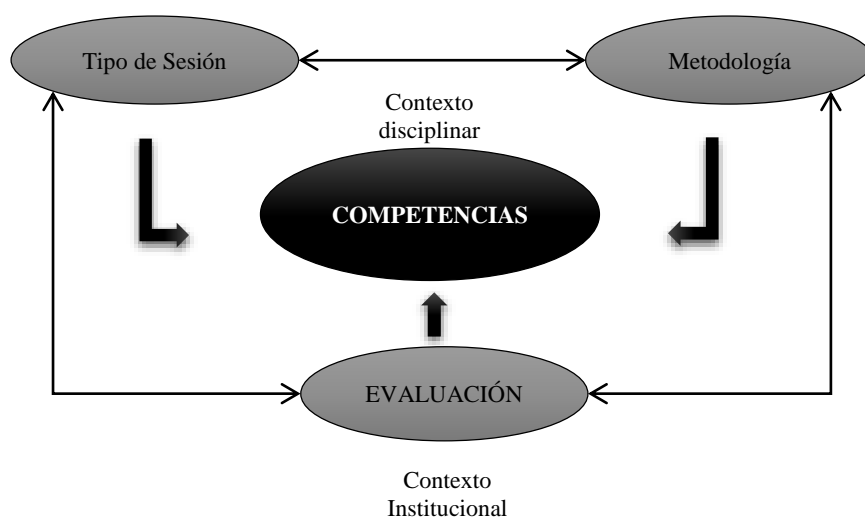 Tipo de Sesión
Metodología
Contexto
disciplinar
COMPETENCIAS
EVALUACIÓN
Contexto
Institucional